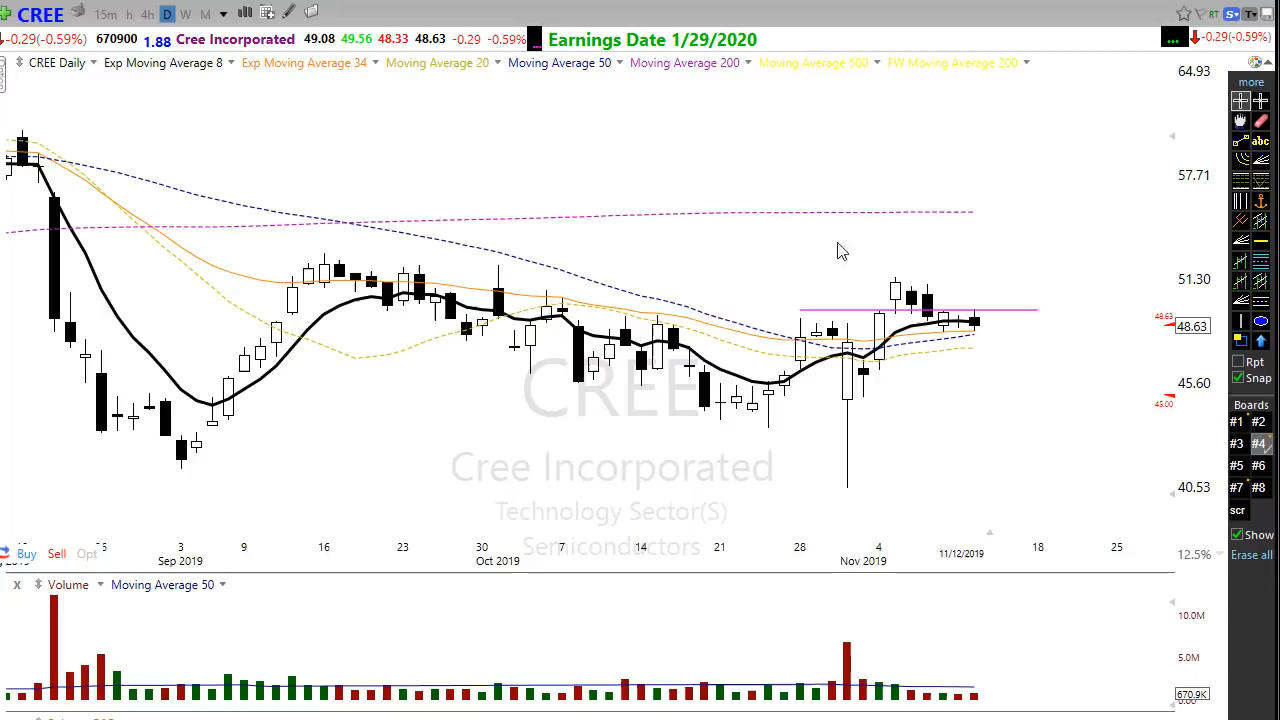 CREE 15m h 4h D W M RT S T
-0.29(-0.59%) 670900 1.88 Cree Incorporated 49.08 49.56 48.33 48.63 -0.29 -0.59% ... Earnings Date 1/29/2020 ... -0.29(-0.59%)
CREE Daily Exp Moving Average 8 Exp Moving Average 34 Moving Average 20 Moving Average 50 Moving Average 200 Moving Average 500 FW Moving Average 200
64.93
57.71
51.30
48.63
48.63
45.60
45.00
40.53
more
abc
Rpt
Snap
Boards
#1 #2
#3 #4
#5 #6
#7 #8
scr
Show
Erase all
CREE
Cree Incorporated
Technology Sector(S)
Semiconductors
3 9 16 23 30 7 14 21 28 4 11/12/2019 18 25
Sep 2019 Oct 2019 Nov 2019
Buy Sell Opt
12.5%
X Volume Moving Average 50
10.0M
5.0M
670.9K